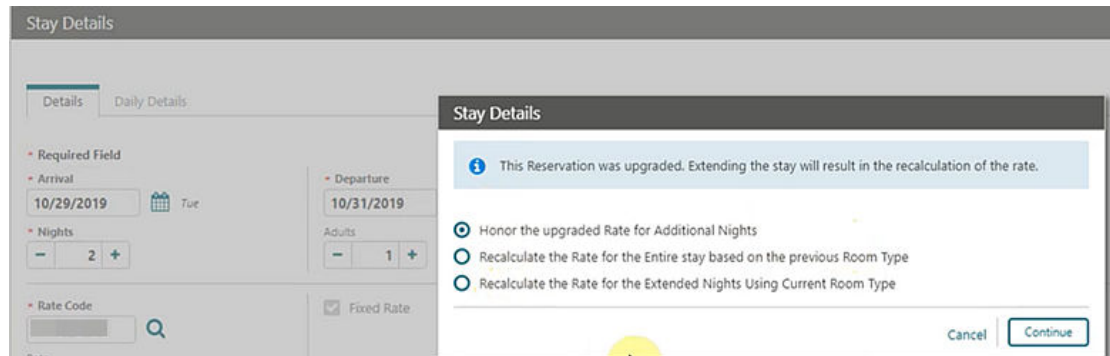 Stay Details
Details Daily Details
* Required Field
* Arrival
* Departure
10/29/2019 Tue
10/31/2019
* Nights
Adults
− 2 +
− 1 +
* Rate Code
Fixed Rate
Stay Details
This Reservation was upgraded. Extending the stay will result in the recalculation of the rate.
Honor the upgraded Rate for Additional Nights
Recalculate the Rate for the Entire stay based on the previous Room Type
Recalculate the Rate for the Extended Nights Using Current Room Type
Cancel Continue